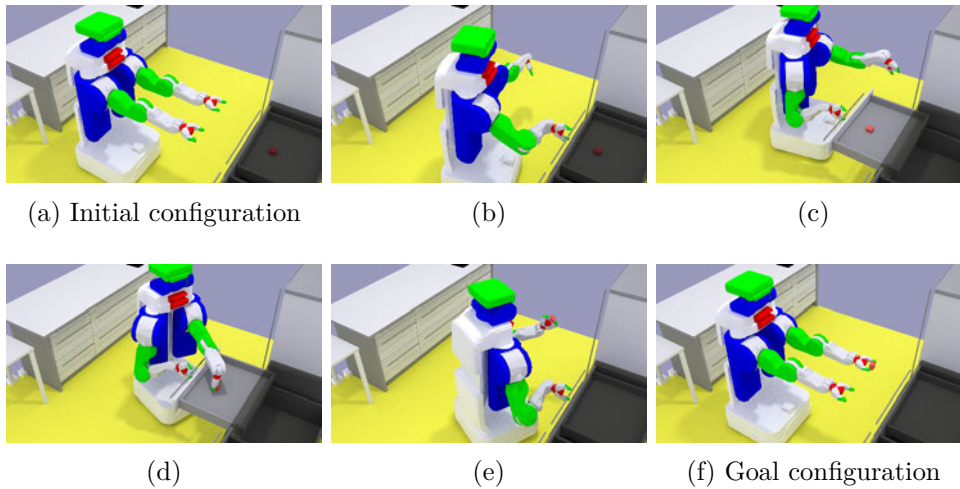 (a) Initial configuration
(b)
(c)
(d)
(e)
(f) Goal configuration